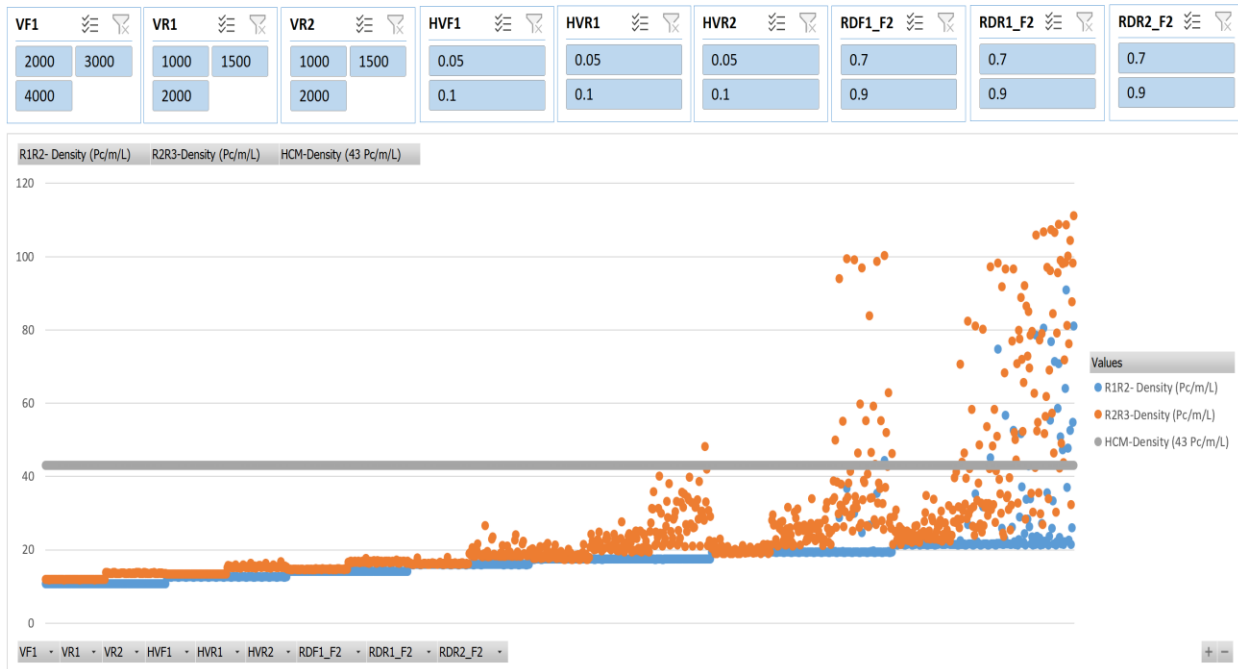 VF1 VR1 VR2 HVF1 HVR1 HVR2 RDF1_F2 RDR1_F2 RDR2_F2
2000 3000 1000 1500 1000 1500 0.05 0.05 0.05 0.7 0.7 0.7
4000 2000 2000 0.1 0.1 0.1 0.9 0.9 0.9
R1R2- Density (Pc/m/L) R2R3-Density (Pc/m/L) HCM-Density (43 Pc/m/L)
120
100
80
60
40
20
0
Values
R1R2- Density (Pc/m/L)
R2R3-Density (Pc/m/L)
HCM-Density (43 Pc/m/L)
VF1 VR1 VR2 HVF1 HVR1 HVR2 RDF1_F2 RDR1_F2 RDR2_F2
+ −